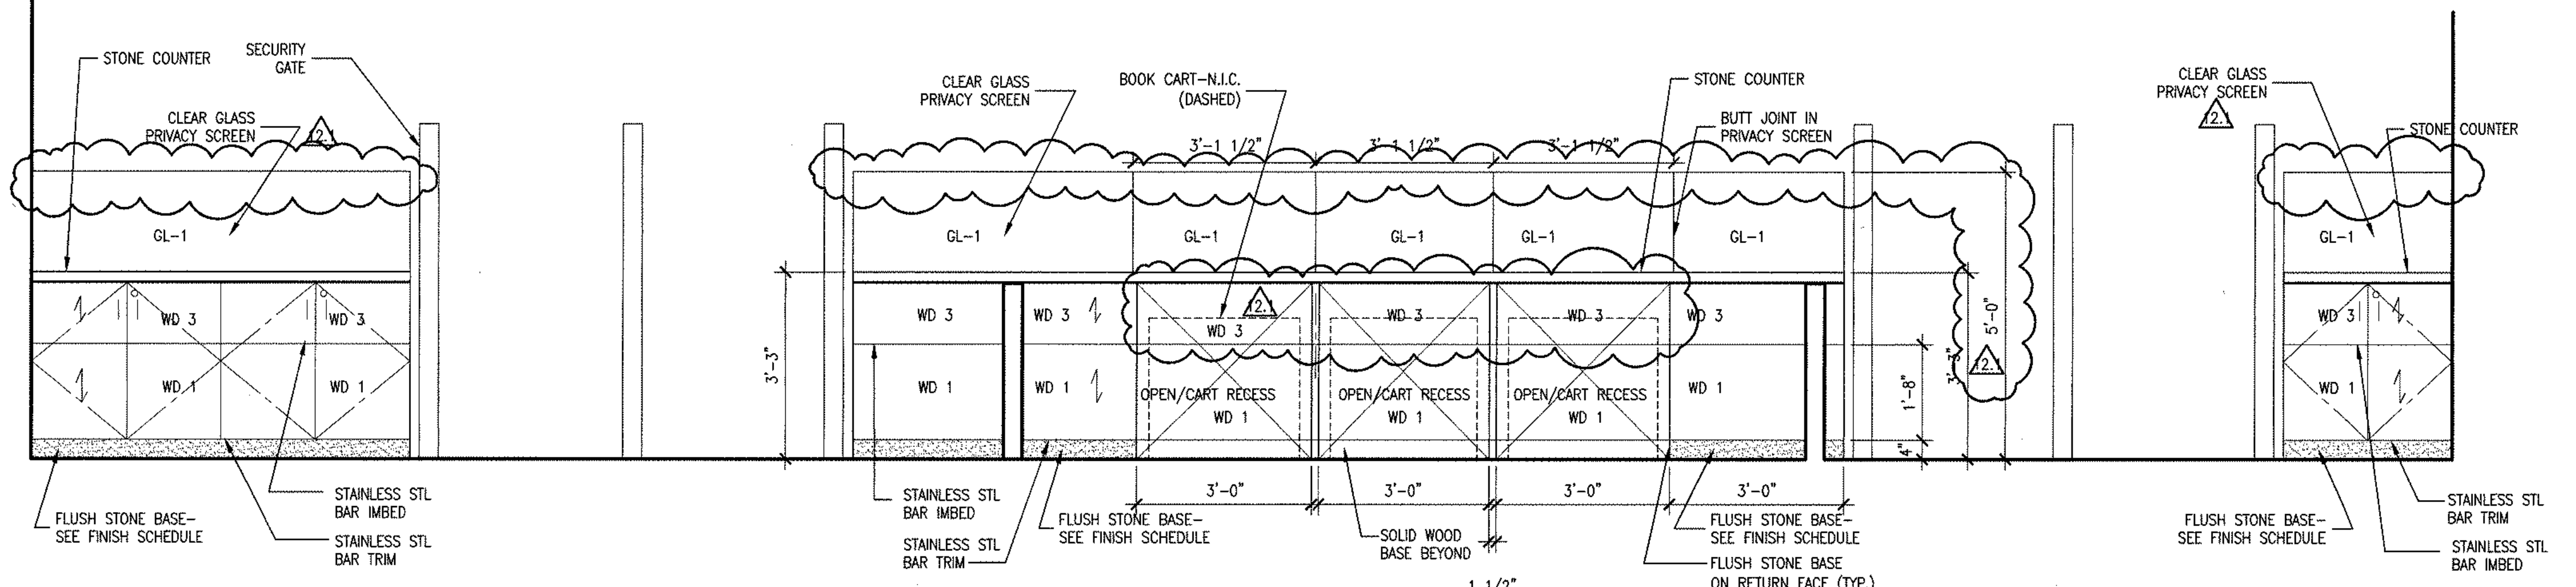 STONE COUNTER
SECURITY
GATE
CLEAR GLASS
PRIVACY SCREEN
12.1
GL-1
WD 3
WD 3
WD 1
WD 1
FLUSH STONE BASE-
SEE FINISH SCHEDULE
STAINLESS STL
BAR IMBED
STAINLESS STL
BAR TRIM
CLEAR GLASS
PRIVACY SCREEN
BOOK CART-N.I.C.
(DASHED)
STONE COUNTER
BUTT JOINT IN
PRIVACY SCREEN
3'-1 1/2"
3'-1 1/2"
3'-1 1/2"
GL-1
GL-1
GL-1
GL-1
GL-1
3'-3"
WD 3
WD 3
12.1
WD 3
WD 3
WD 3
WD 3
WD 1
WD 1
OPEN/CART RECESS
WD 1
OPEN/CART RECESS
WD 1
OPEN/CART RECESS
WD 1
WD 1
4"
1'-8"
3'-3"
5'-0"
12.1
3'-0"
3'-0"
3'-0"
3'-0"
STAINLESS STL
BAR IMBED
STAINLESS STL
BAR TRIM
FLUSH STONE BASE-
SEE FINISH SCHEDULE
SOLID WOOD
BASE BEYOND
1 1/2"
FLUSH STONE BASE-
SEE FINISH SCHEDULE
FLUSH STONE BASE
ON RETURN FACE (TYP.)
CLEAR GLASS
PRIVACY SCREEN
12.1
STONE COUNTER
GL-1
WD 3
WD 1
FLUSH STONE BASE-
SEE FINISH SCHEDULE
STAINLESS STL
BAR TRIM
STAINLESS STL
BAR IMBED